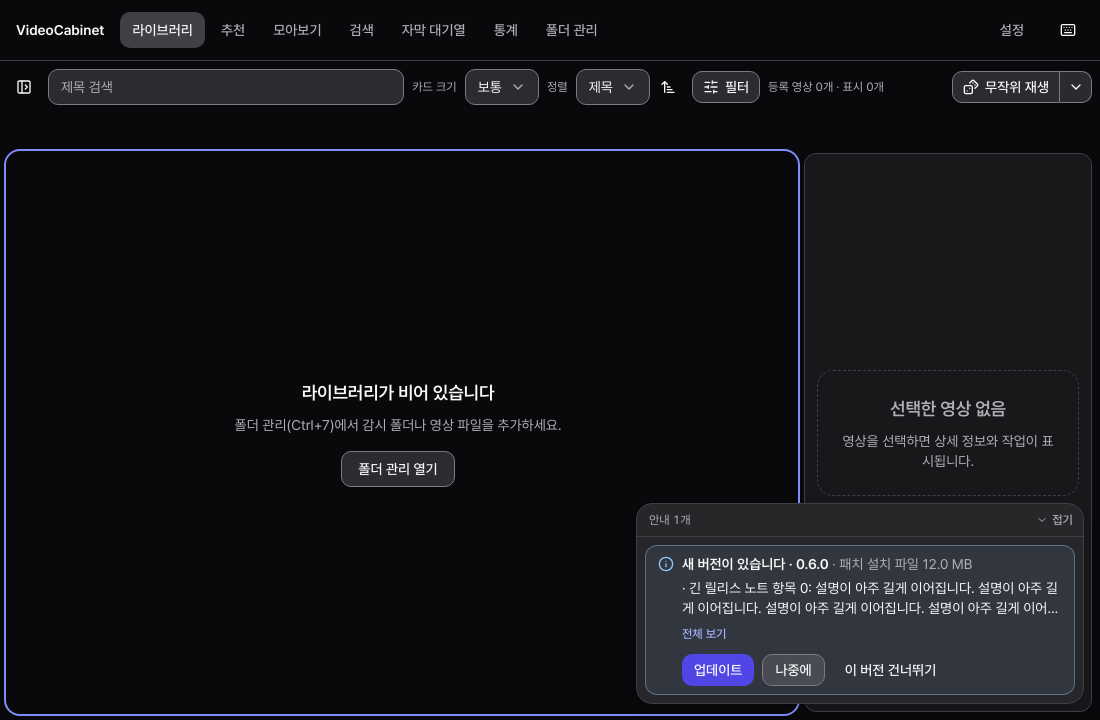 VideoCabinet 라이브러리 추천 모아보기 검색 자막 대기열 통계 폴더 관리 설정
제목 검색 카드 크기 보통 정렬 제목 필터 등록 영상 0개 · 표시 0개 무작위 재생
라이브러리가 비어 있습니다
폴더 관리(Ctrl+7)에서 감시 폴더나 영상 파일을 추가하세요.
폴더 관리 열기
선택한 영상 없음
영상을 선택하면 상세 정보와 작업이 표
시됩니다.
안내 1개 접기
새 버전이 있습니다 · 0.6.0 · 패치 설치 파일 12.0 MB
· 긴 릴리스 노트 항목 0: 설명이 아주 길게 이어집니다. 설명이 아주 길
게 이어집니다. 설명이 아주 길게 이어집니다. 설명이 아주 길게 이어...
전체 보기
업데이트 나중에 이 버전 건너뛰기